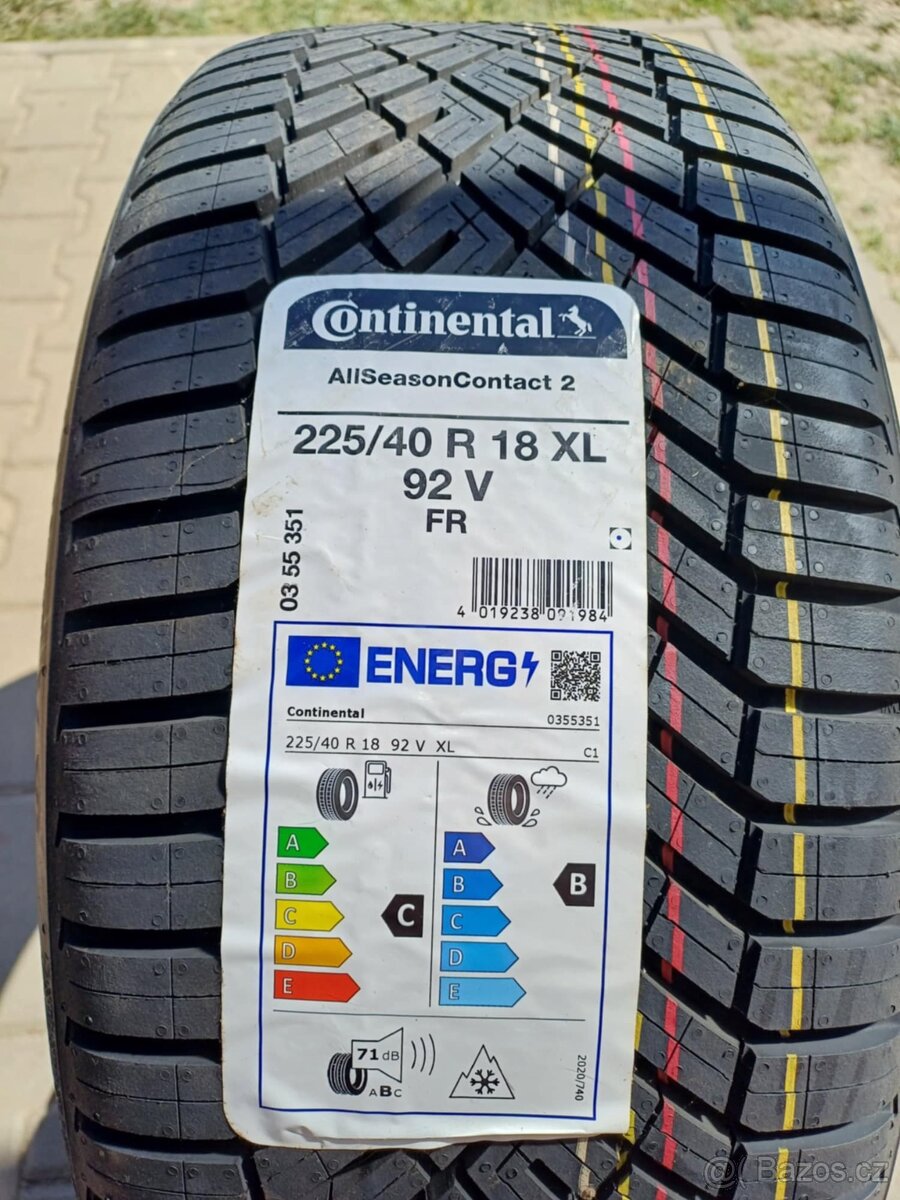 Continental
AllSeasonContact 2
225/40 R 18 XL
92 V
FR
03 55 351
4 019238 091984
ENERG
Continental
0355351
225/40 R 18 92 V XL
C1
A
B
C
D
E
C
A
B
C
D
E
B
71 dB
ABC
2020/740
Bazos.cz